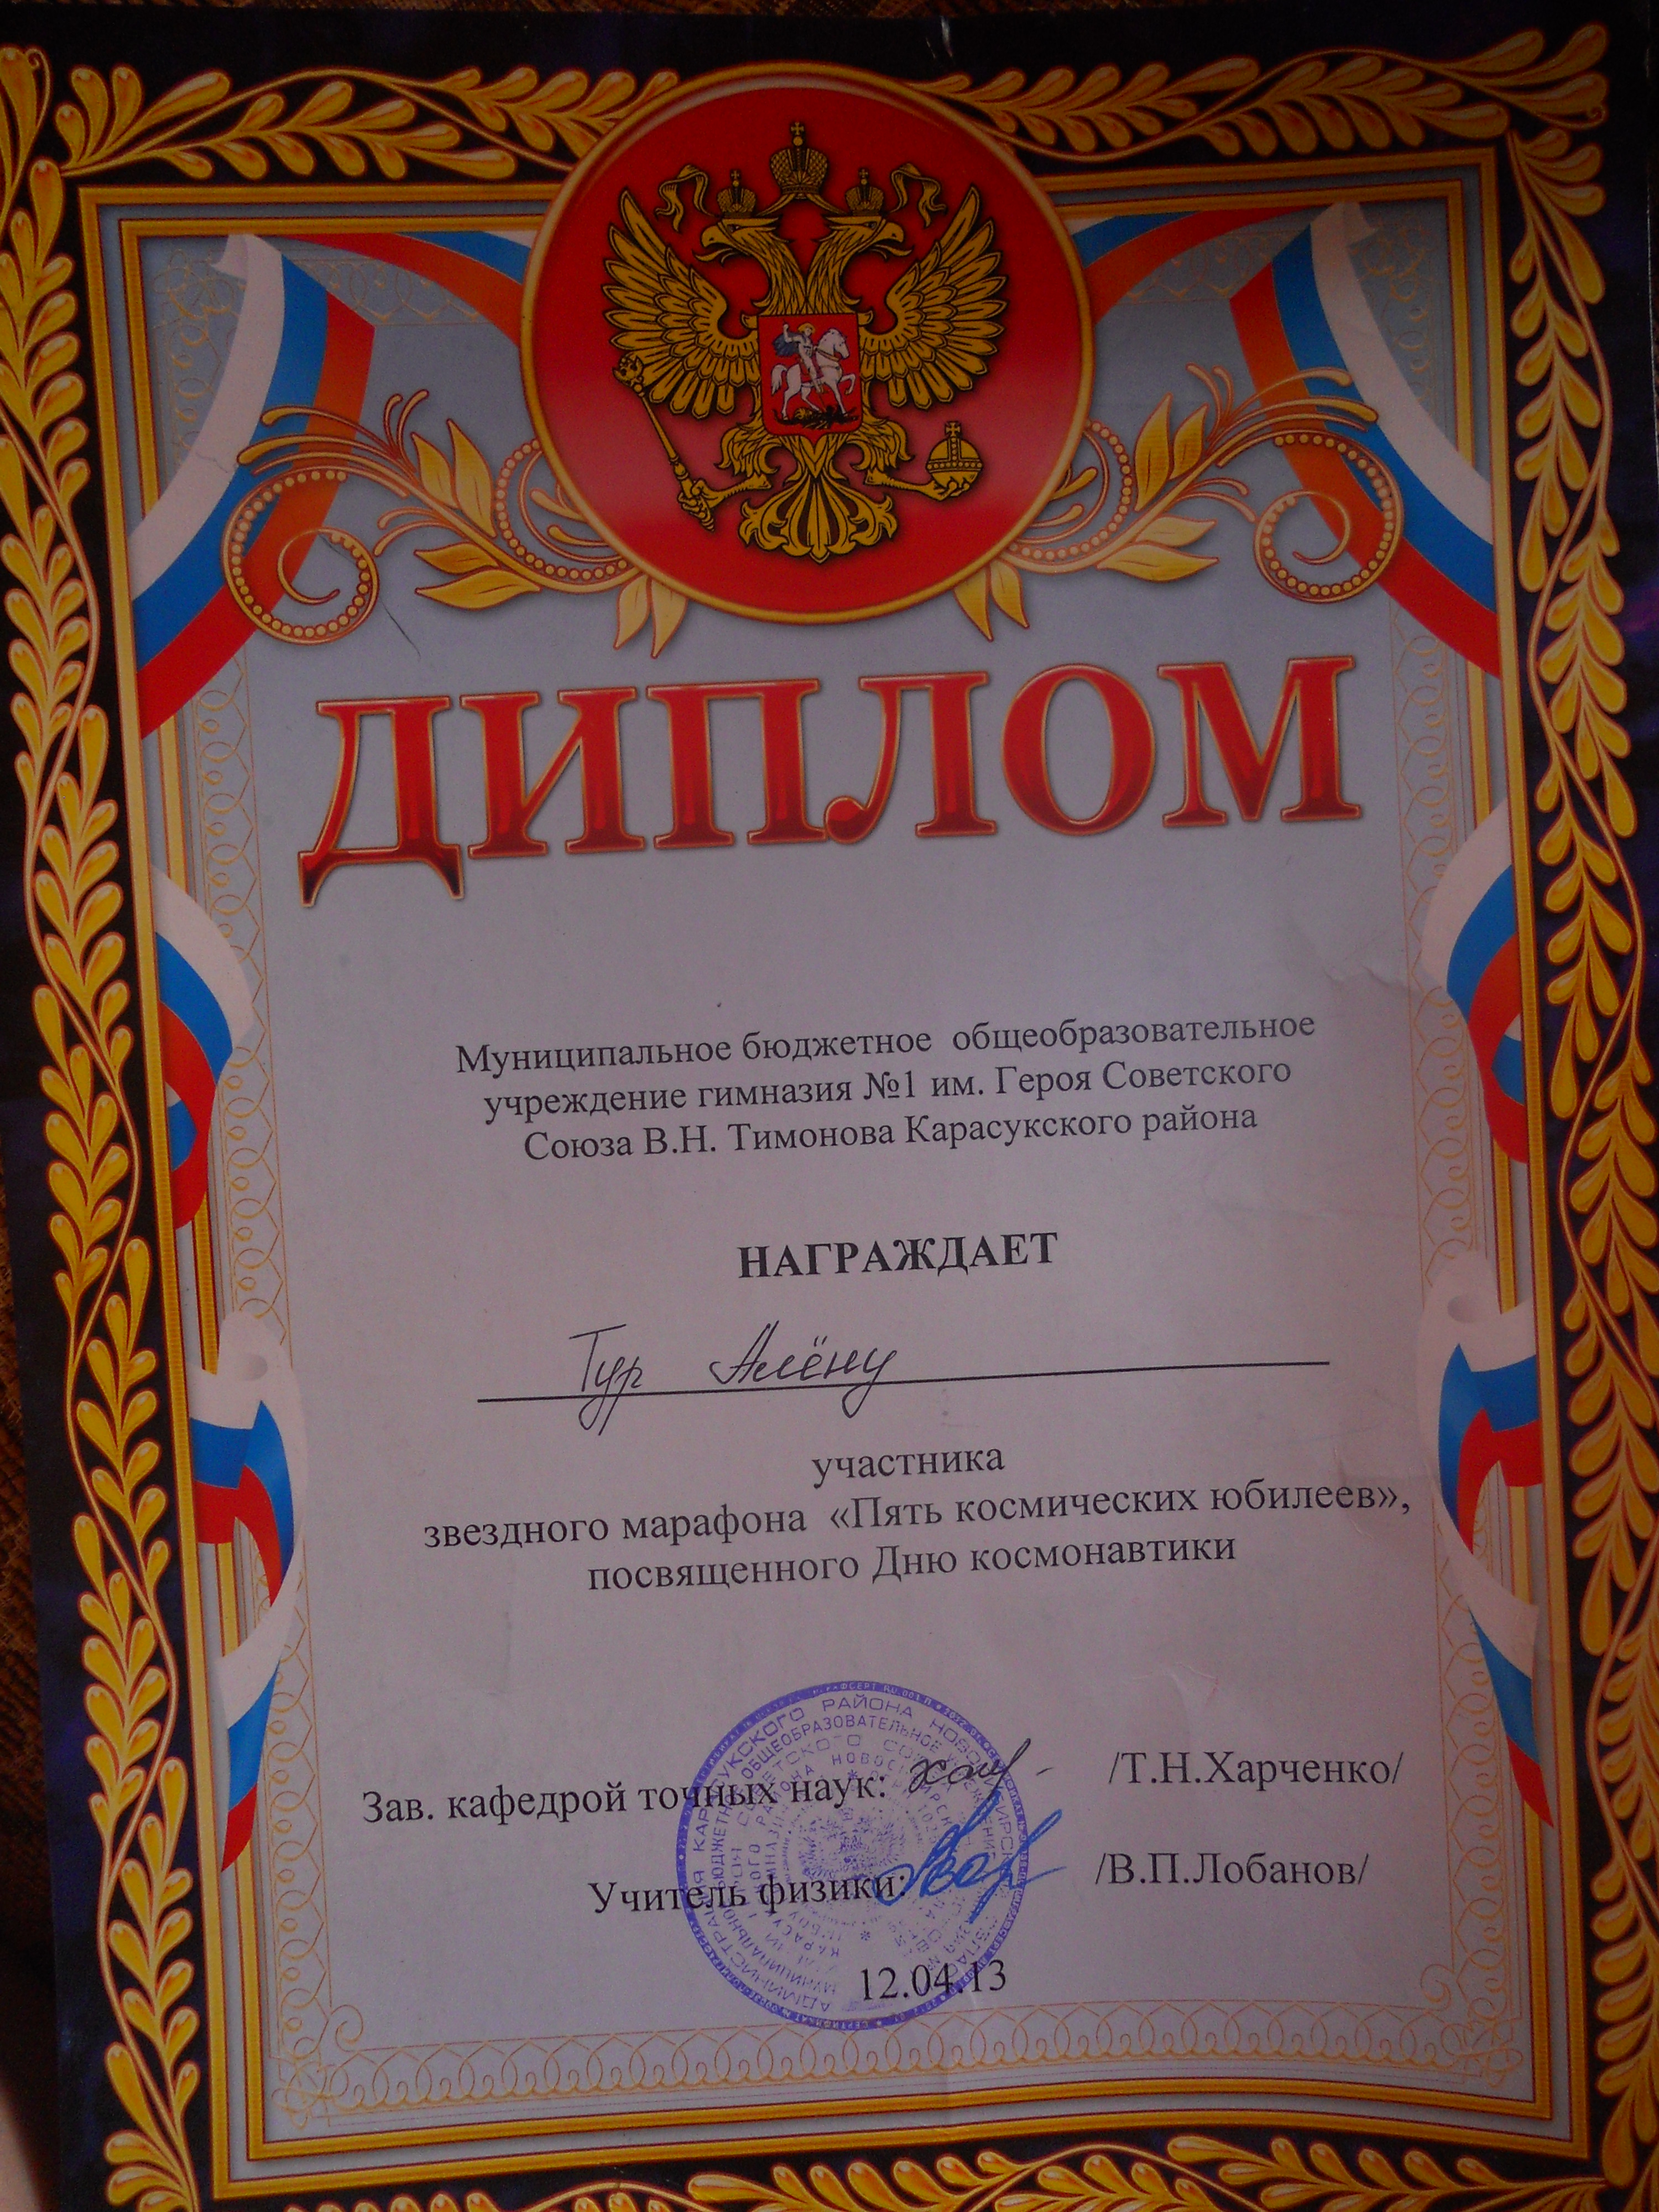 ДИПЛОМ
Муниципальное бюджетное общеобразовательное
учреждение гимназия №1 им. Героя Советского
Союза В.Н. Тимонова Карасукского района
НАГРАЖДАЕТ
Тур Алёну
участника
звездного марафона «Пять космических юбилеев»,
посвященного Дню космонавтики
Зав. кафедрой точных наук: /Т.Н.Харченко/
Учитель физики: /В.П.Лобанов/
12.04.13